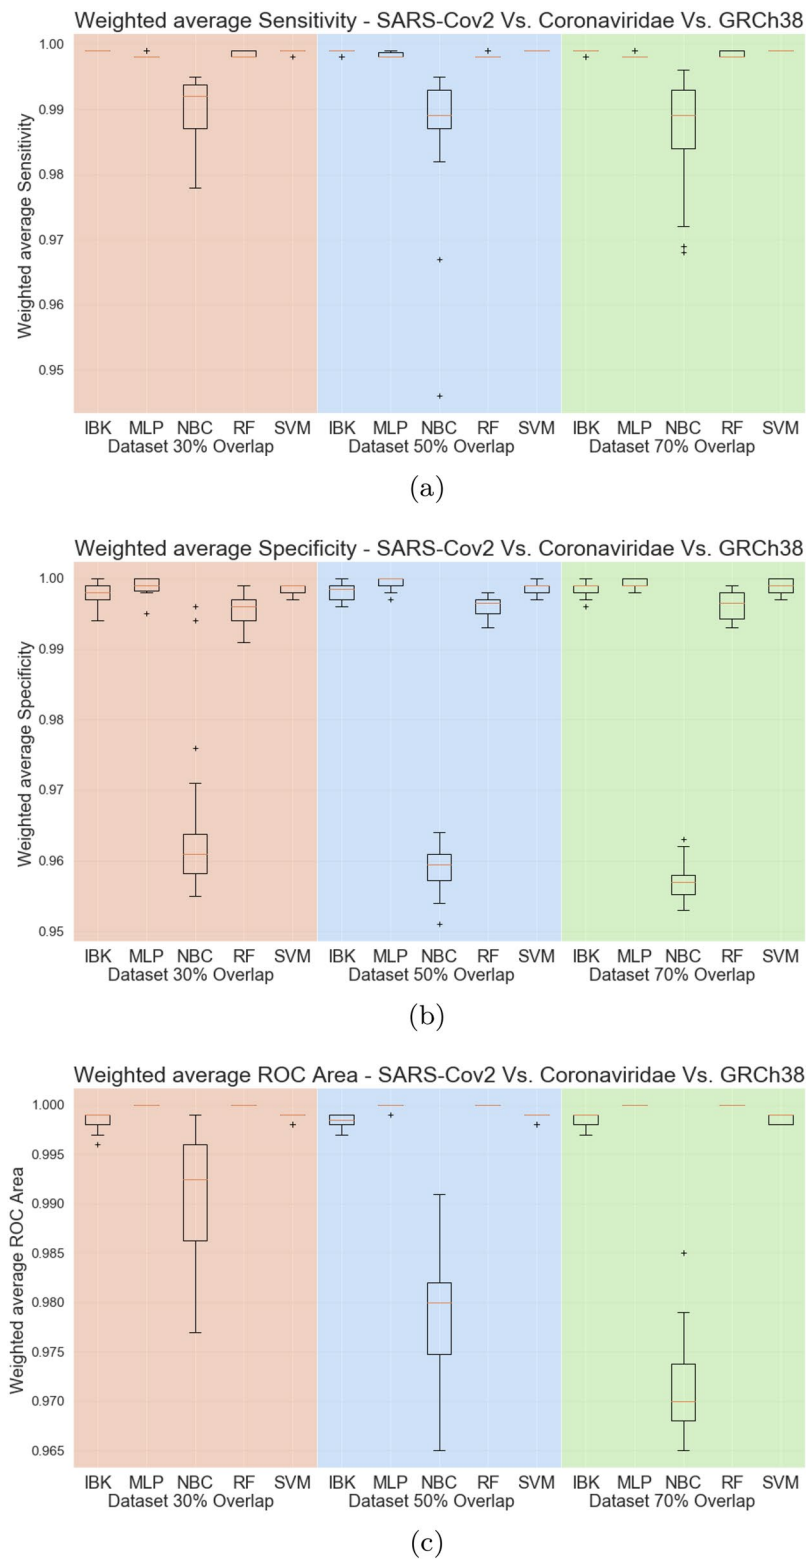 Weighted average Sensitivity - SARS-Cov2 Vs. Coronaviridae Vs. GRCh38
Weighted average Sensitivity
1.00
0.99
0.98
0.97
0.96
0.95
IBK MLP NBC RF SVM IBK MLP NBC RF SVM IBK MLP NBC RF SVM
Dataset 30% Overlap Dataset 50% Overlap Dataset 70% Overlap
(a)
Weighted average Specificity - SARS-Cov2 Vs. Coronaviridae Vs. GRCh38
Weighted average Specificity
1.00
0.99
0.98
0.97
0.96
0.95
IBK MLP NBC RF SVM IBK MLP NBC RF SVM IBK MLP NBC RF SVM
Dataset 30% Overlap Dataset 50% Overlap Dataset 70% Overlap
(b)
Weighted average ROC Area - SARS-Cov2 Vs. Coronaviridae Vs. GRCh38
Weighted average ROC Area
1.000
0.995
0.990
0.985
0.980
0.975
0.970
0.965
IBK MLP NBC RF SVM IBK MLP NBC RF SVM IBK MLP NBC RF SVM
Dataset 30% Overlap Dataset 50% Overlap Dataset 70% Overlap
(c)